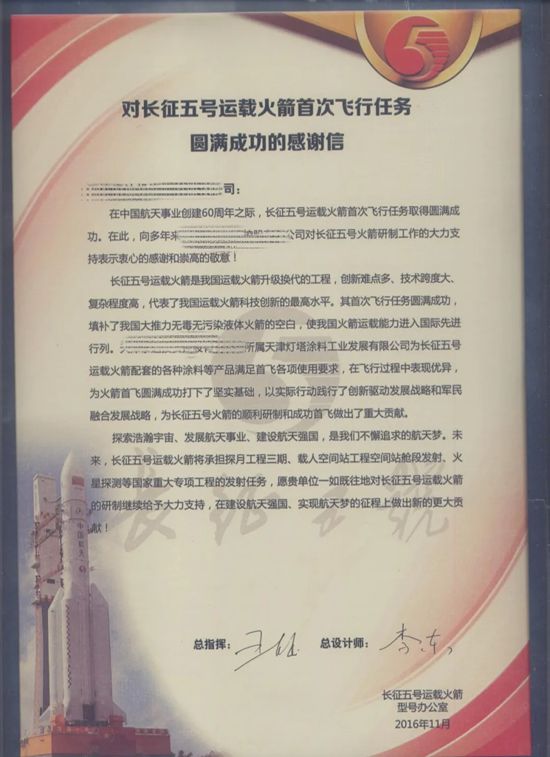 5
对长征五号运载火箭首次飞行任务
圆满成功的感谢信
司：
在中国航天事业创建60周年之际，长征五号运载火箭首次飞行任务取得圆满成
功。在此，向多年来 公司对长征五号火箭研制工作的大力支
持表示衷心的感谢和崇高的敬意！
长征五号运载火箭是我国运载火箭升级换代的工程，创新难点多、技术跨度大、
复杂程度高，代表了我国运载火箭科技创新的最高水平。其首次飞行任务圆满成功，
填补了我国大推力无毒无污染液体火箭的空白，使我国火箭运载能力进入国际先进
行列。 所属天津灯塔涂料工业发展有限公司为长征五号
运载火箭配套的各种涂料等产品满足首飞各项使用要求，在飞行过程中表现优异，
为火箭首飞圆满成功打下了坚实基础，以实际行动践行了创新驱动发展战略和军民
融合发展战略，为长征五号火箭的顺利研制和成功首飞做出了重大贡献。
探索浩瀚宇宙、发展航天事业、建设航天强国，是我们不懈追求的航天梦。未
来，长征五号运载火箭将承担探月工程三期、载人空间站工程空间站舱段发射、火
星探测等国家重大专项工程的发射任务，愿贵单位一如既往地对长征五号运载火箭
的研制继续给予大力支持，在建设航天强国、实现航天梦的征程上做出新的更大贡
献！
长征五号
中国航天
总指挥： 总设计师：李东
长征五号运载火箭
型号办公室
2016年11月